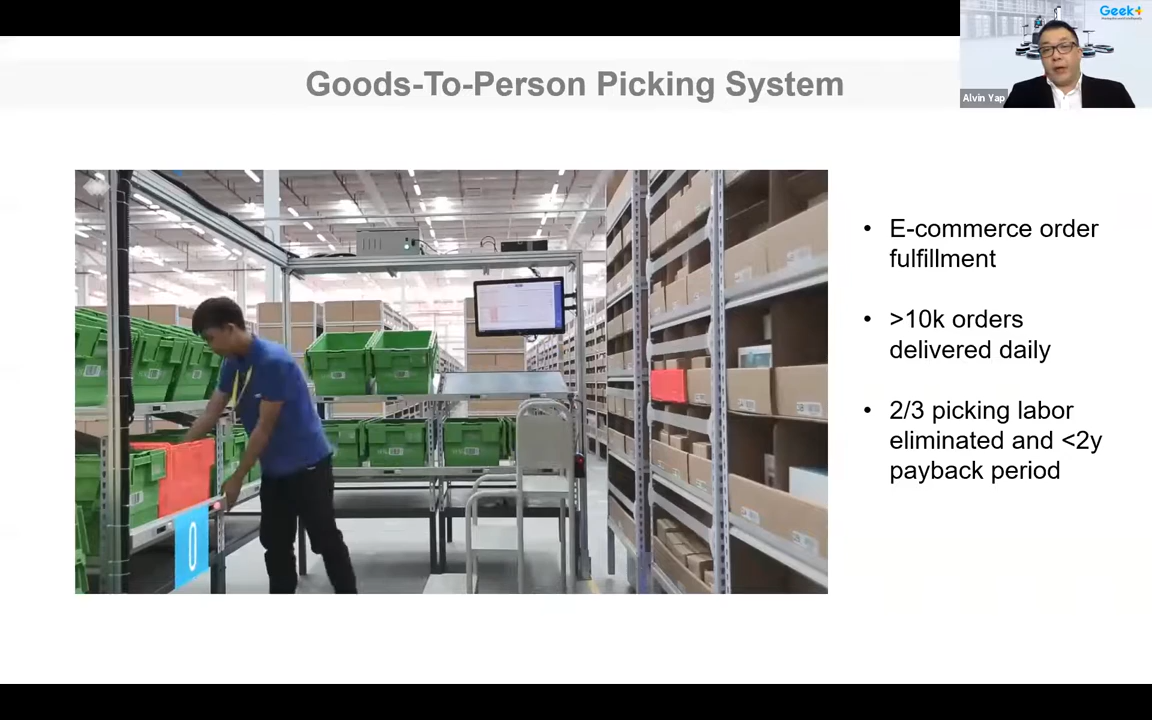 Geek+
Goods-To-Person Picking System
Alvin Yap
• E-commerce order
fulfillment
• >10k orders
delivered daily
• 2/3 picking labor
eliminated and <2y
payback period
0